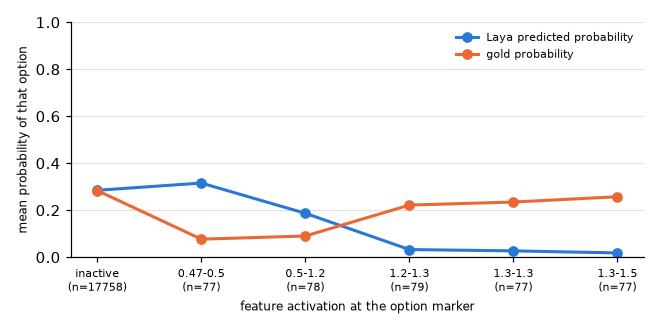 1.0
0.8
0.6
0.4
0.2
0.0
mean probability of that option
Laya predicted probability
gold probability
inactive
(n=17758)
0.47-0.5
(n=77)
0.5-1.2
(n=78)
1.2-1.3
(n=79)
1.3-1.3
(n=77)
1.3-1.5
(n=77)
feature activation at the option marker